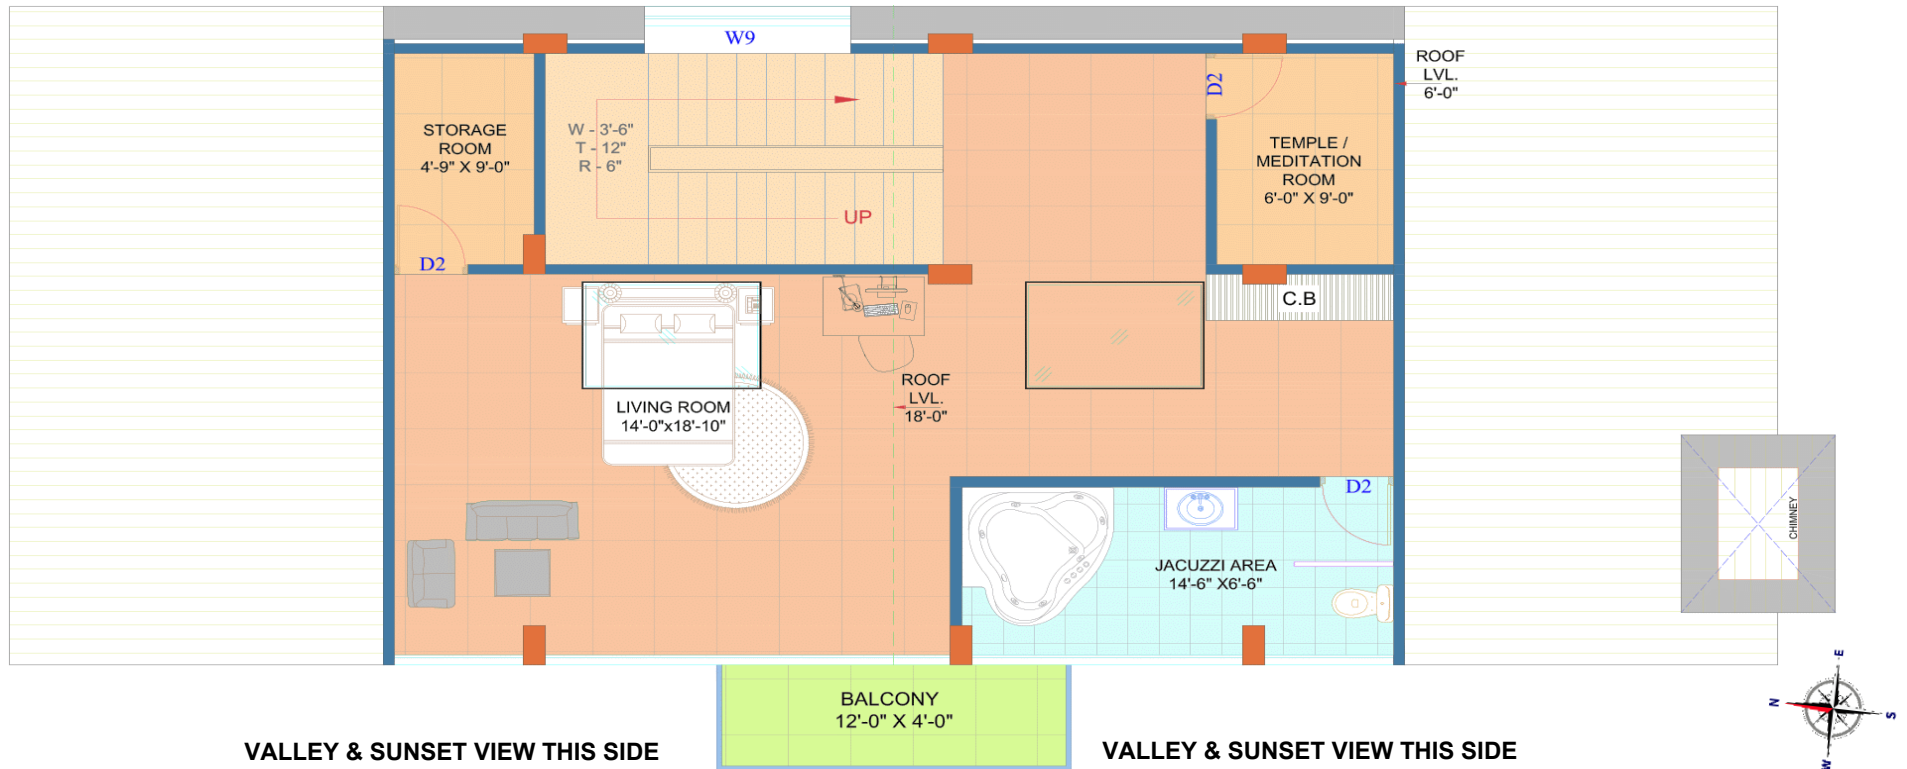 W9
ROOF
LVL.
6'-0"
D2
STORAGE
ROOM
4'-9" X 9'-0"
W - 3'-6"
T - 12"
R - 6"
TEMPLE /
MEDITATION
ROOM
6'-0" X 9'-0"
UP
D2
C.B
ROOF
LVL.
18'-0"
LIVING ROOM
14'-0"x18'-10"
D2
CHIMNEY
JACUZZI AREA
14'-6" X6'-6"
BALCONY
12'-0" X 4'-0"
VALLEY & SUNSET VIEW THIS SIDE
VALLEY & SUNSET VIEW THIS SIDE
E
N
S
W